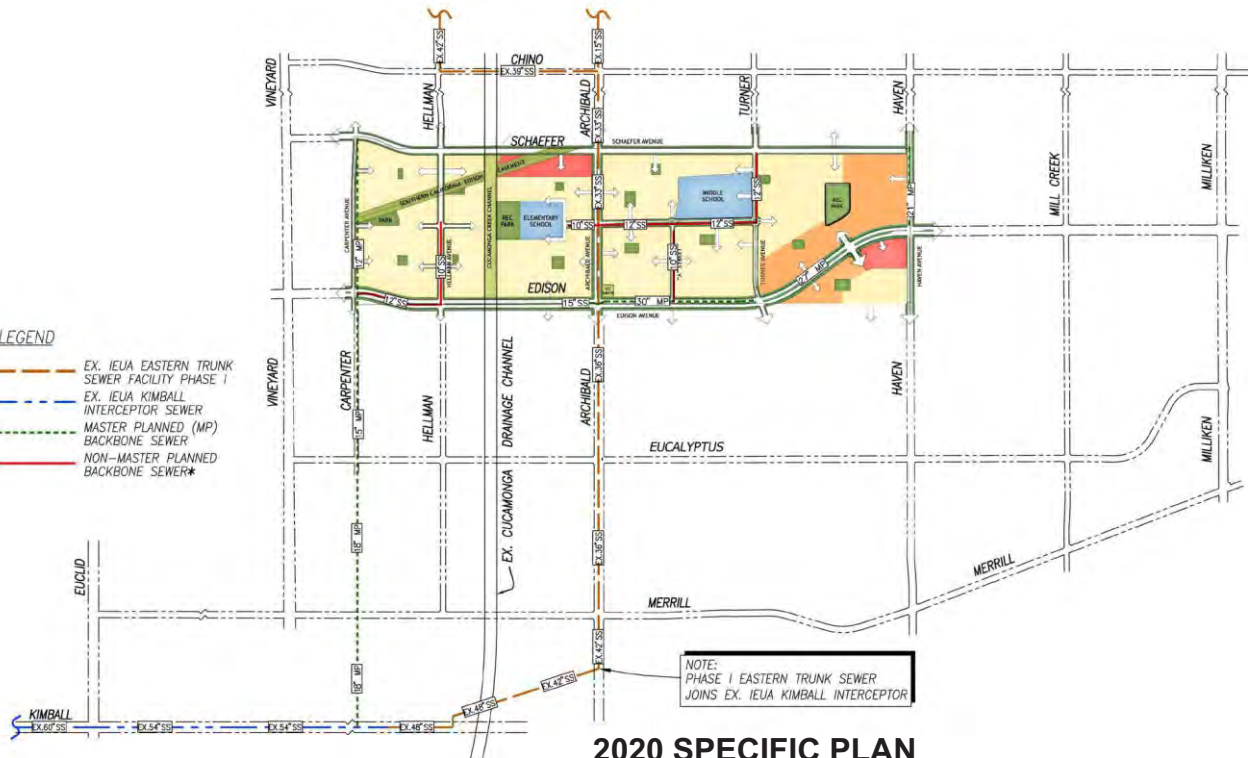 EX.42"SS
EX.15"SS
CHINO
EX.39"SS
VINEYARD
HELLMAN
ARCHIBALD
TURNER
HAVEN
MILL CREEK
MILLIKEN
EX.33"SS
SCHAEFER
SCHAEFER AVENUE
SOUTHERN CALIFORNIA EDISON EASEMENT
EX.33"SS
MIDDLE
SCHOOL
12"SS
REC.
PARK
21" MP
PARK
REC.
PARK
ELEMENTARY
SCHOOL
10"SS
12"SS
12"SS
CARPENTER AVENUE
12" MP
10"SS
HELLMAN AVENUE
CUCAMONGA CREEK CHANNEL
ARCHIBALD AVENUE
10"SS
"A" STREET
TURNER AVENUE
27" MP
HAVEN AVENUE
EDISON
12"SS
15"SS
30" MP
EDISON AVENUE
LEGEND
EX. IEUA EASTERN TRUNK
SEWER FACILITY PHASE I
EX. IEUA KIMBALL
INTERCEPTOR SEWER
MASTER PLANNED (MP)
BACKBONE SEWER
NON-MASTER PLANNED
BACKBONE SEWER*
VINEYARD
CARPENTER
HELLMAN
EX. CUCAMONGA DRAINAGE CHANNEL
ARCHIBALD
EX.36"SS
HAVEN
15" MP
EUCALYPTUS
MILLIKEN
18" MP
EX.36"SS
EUCLID
MERRILL
MERRILL
EX.42"SS
NOTE:
PHASE I EASTERN TRUNK SEWER
JOINS EX. IEUA KIMBALL INTERCEPTOR
18" MP
EX.42"SS
EX.48"SS
KIMBALL
EX.60"SS
EX.54"SS
EX.54"SS
EX.48"SS
2020 SPECIFIC PLAN